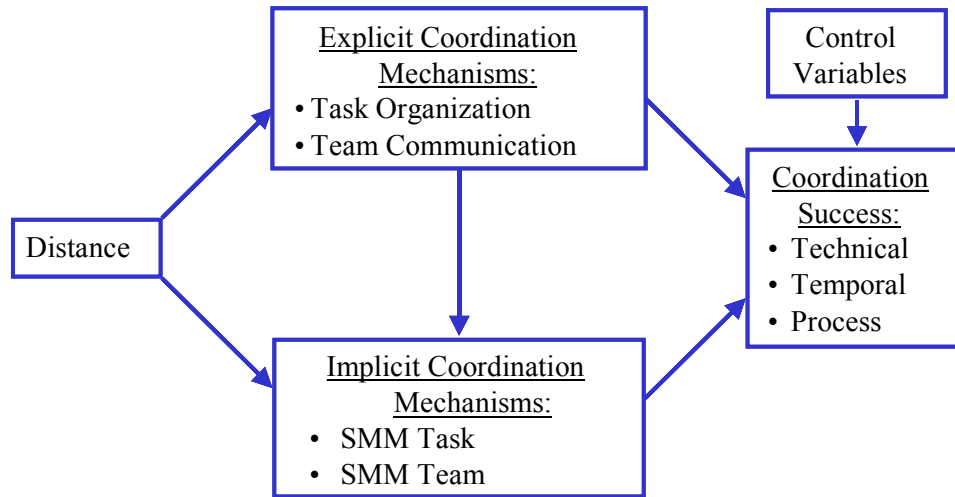 Explicit Coordination
Mechanisms:
• Task Organization
• Team Communication
Control
Variables
Coordination
Success:
• Technical
• Temporal
• Process
Distance
Implicit Coordination
Mechanisms:
• SMM Task
• SMM Team